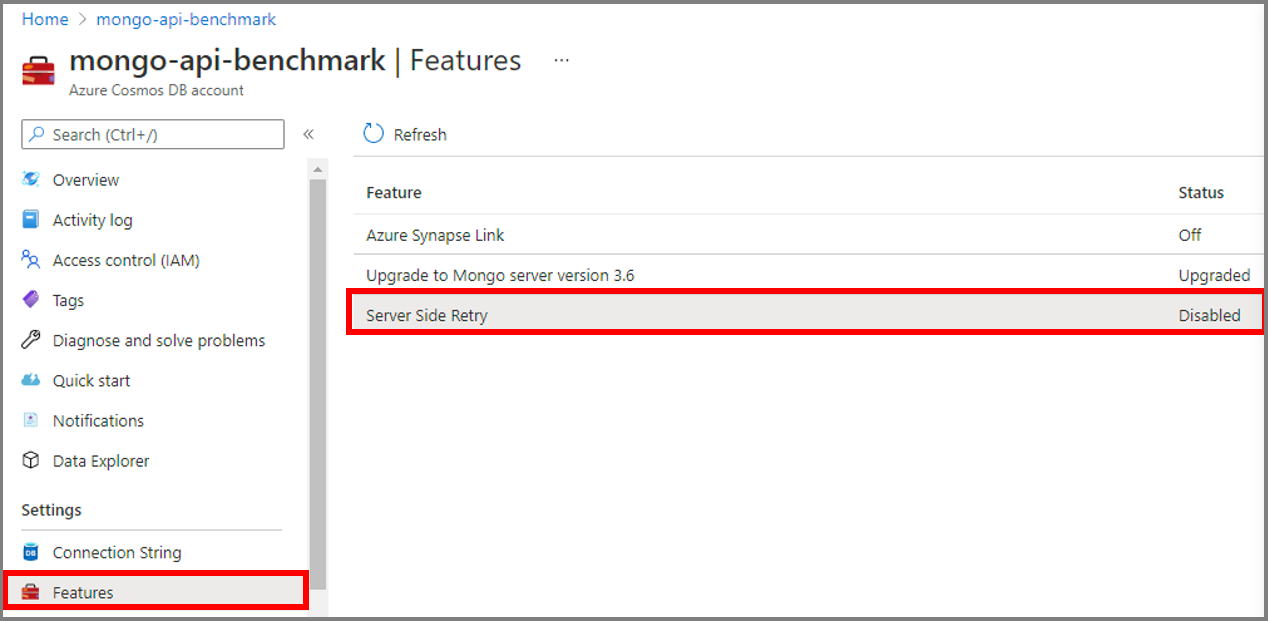 Home > mongo-api-benchmark
mongo-api-benchmark | Features ...
Azure Cosmos DB account
Search (Ctrl+/) «
Refresh
Overview
Activity log
Access control (IAM)
Tags
Diagnose and solve problems
Quick start
Notifications
Data Explorer
Settings
DB Connection String
Features
Feature Status
Azure Synapse Link Off
Upgrade to Mongo server version 3.6 Upgraded
Server Side Retry Disabled